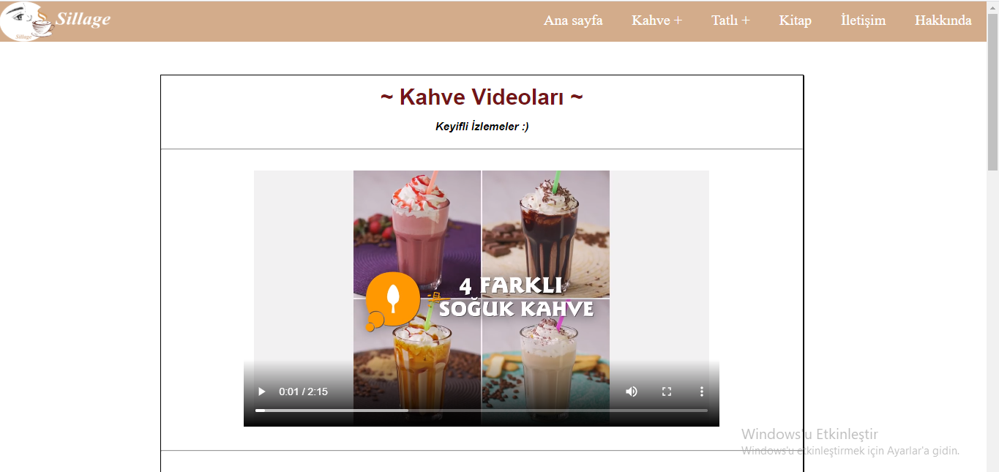 Sillage
Sillage
Ana sayfa Kahve + Tatlı + Kitap İletişim Hakkında
~ Kahve Videoları ~
Keyifli İzlemeler :)
4 FARKLI
SOĞUK KAHVE
0:01 / 2:15
Windows'u Etkinleştir
Windows'u etkinleştirmek için Ayarlar'a gidin.